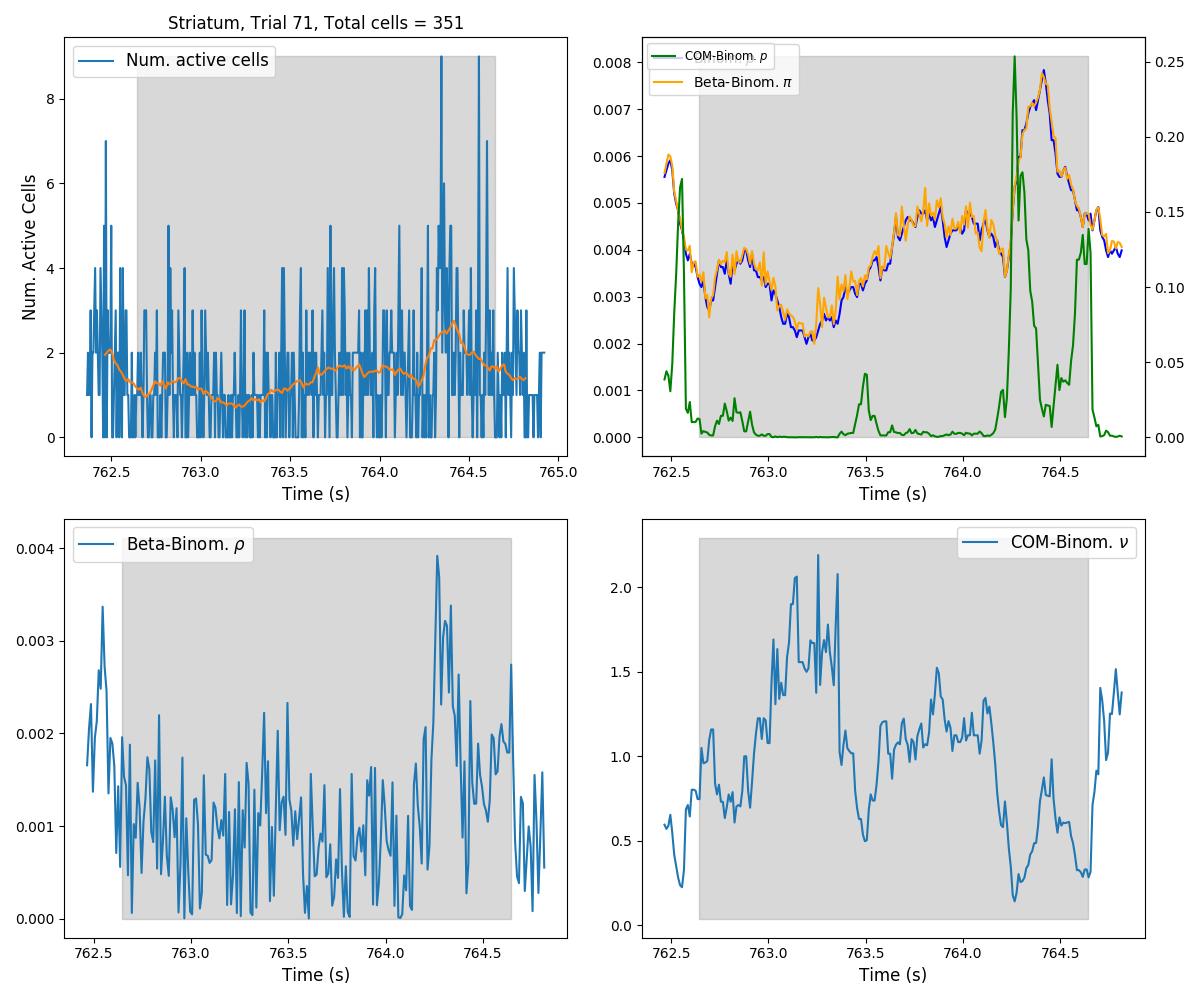 Striatum, Trial 71, Total cells = 351
Num. active cells
Num. Active Cells
8
6
4
2
0
762.5 763.0 763.5 764.0 764.5 765.0
Time (s)
COM-Binom. p
Beta-Binom. π
0.008
0.007
0.006
0.005
0.004
0.003
0.002
0.001
0.000
0.25
0.20
0.15
0.10
0.05
0.00
762.5 763.0 763.5 764.0 764.5
Time (s)
Beta-Binom. ρ
0.004
0.003
0.002
0.001
0.000
762.5 763.0 763.5 764.0 764.5
Time (s)
COM-Binom. ν
2.0
1.5
1.0
0.5
0.0
762.5 763.0 763.5 764.0 764.5
Time (s)